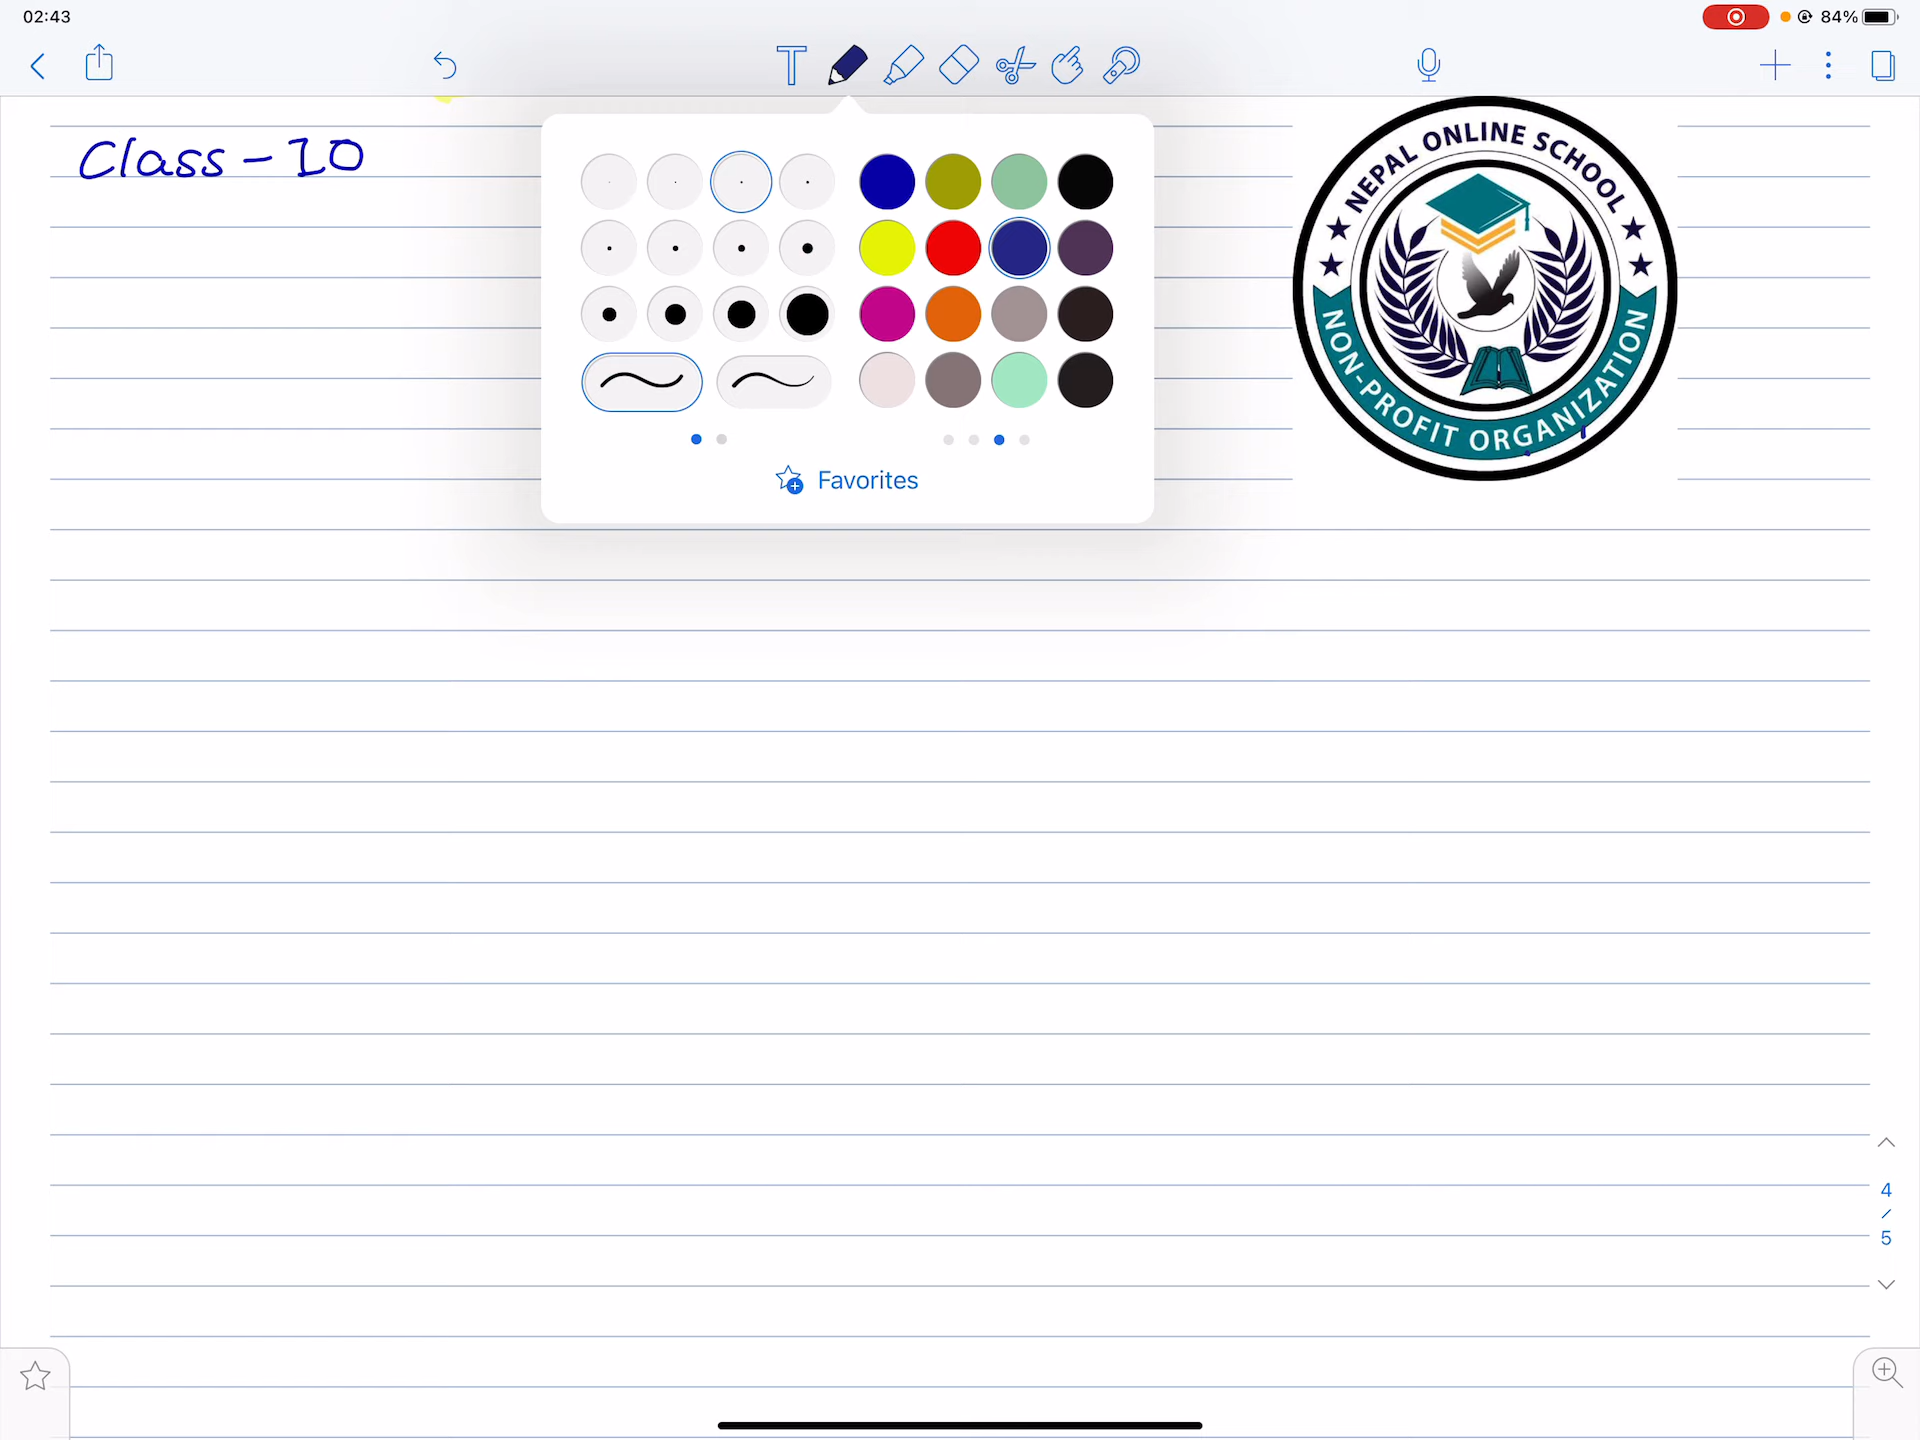 02:43
84%
T
Class - 10
NEPAL ONLINE SCHOOL
NON-PROFIT ORGANIZATION
Favorites
4
/
5